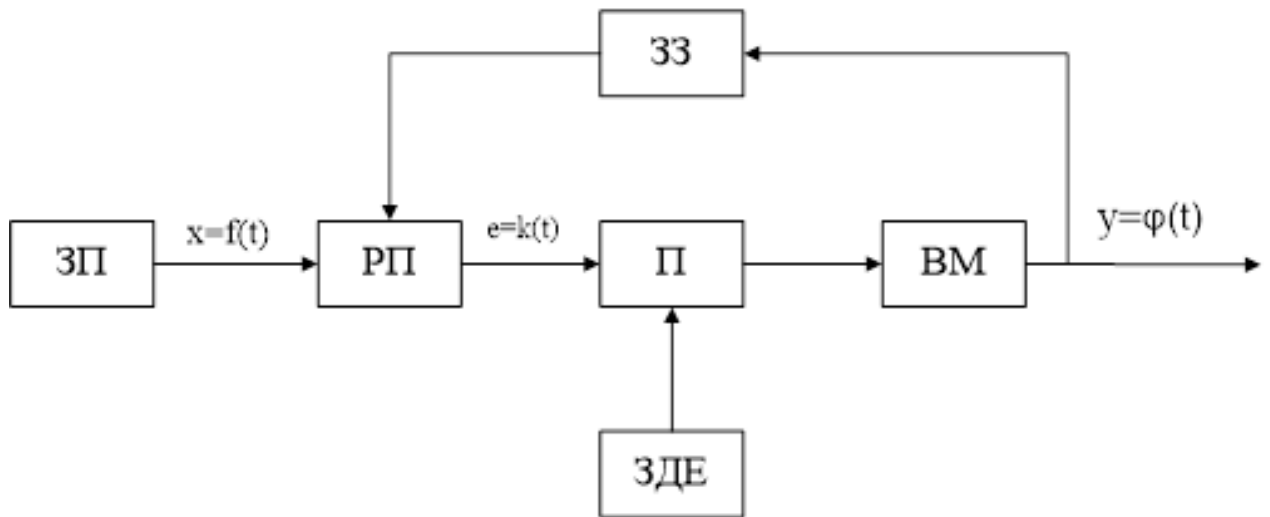 ЗЗ
ЗП
x=f(t)
РП
e=k(t)
П
ВМ
y=φ(t)
ЗДЕ